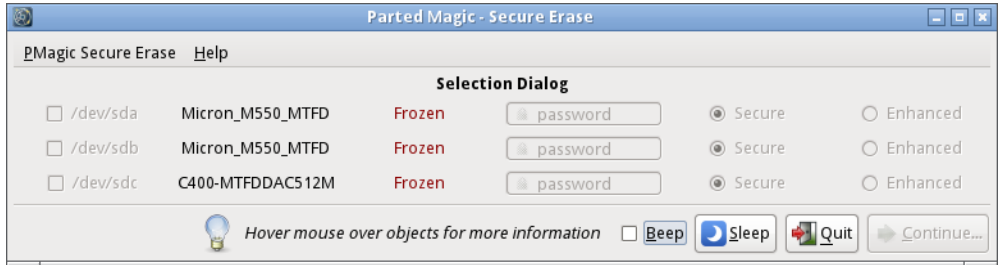 Parted Magic - Secure Erase
PMagic Secure Erase Help
Selection Dialog
/dev/sda Micron_M550_MTFD Frozen password Secure Enhanced
/dev/sdb Micron_M550_MTFD Frozen password Secure Enhanced
/dev/sdc C400-MTFDDAC512M Frozen password Secure Enhanced
Hover mouse over objects for more information Beep Sleep Quit Continue...